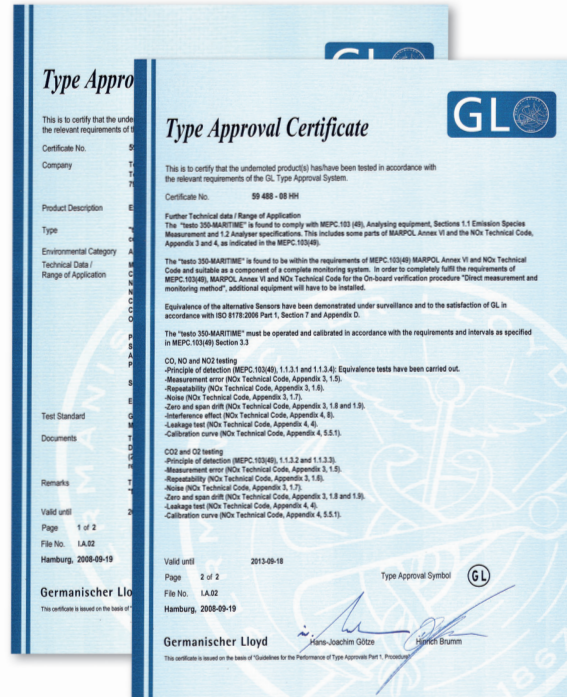 Type Appro
This is to certify that the unde
the relevant requirements of t
Certificate No. 5
Company
Product Description E
Type
Environmental Category A
Technical Data /
Range of Application
Test Standard G
Documents
Remarks T
Valid until 2
Page 1 of 2
File No. I.A.02
Hamburg, 2008-09-19
Germanischer Llo
This certificate is issued on the basis of "
GL
Type Approval Certificate
This is to certify that the undernoted product(s) has/have been tested in accordance with
the relevant requirements of the GL Type Approval System.
Certificate No. 59 488 - 08 HH
Further Technical data / Range of Application
The "testo 350-MARITIME" is found to comply with MEPC.103 (49), Analysing equipment, Sections 1.1 Emission Species
Measurement and 1.2 Analyser specifications. This includes some parts of MARPOL Annex VI and the NOx Technical Code,
Appendix 3 and 4, as indicated in the MEPC.103(49).
The "testo 350-MARITIME" is found to be within the requirements of MEPC.103(49) MARPOL Annex VI and NOx Technical
Code and suitable as a component of a complete monitoring system. In order to completely fulfil the requirements of
MEPC.103(49), MARPOL Annex VI and NOx Technical Code for the On-board verification procedure "Direct measurement and
monitoring method", additional equipment will have to be installed.
Equivalence of the alternative Sensors have been demonstrated under surveillance and to the satisfaction of GL in
accordance with ISO 8178:2006 Part 1, Section 7 and Appendix D.
The "testo 350-MARITIME" must be operated and calibrated in accordance with the requirements and intervals as specified
in MEPC.103(49) Section 3.3
CO, NO and NO2 testing
-Principle of detection (MEPC.103(49), 1.1.3.1 and 1.1.3.4): Equivalence tests have been carried out.
-Measurement error (NOx Technical Code, Appendix 3, 1.5).
-Repeatability (NOx Technical Code, Appendix 3, 1.6).
-Noise (NOx Technical Code, Appendix 3, 1.7).
-Zero and span drift (NOx Technical Code, Appendix 3, 1.8 and 1.9).
-Interference effect (NOx Technical Code, Appendix 4, 8).
-Leakage test (NOx Technical Code, Appendix 4, 4).
-Calibration curve (NOx Technical Code, Appendix 4, 5.5.1).
CO2 and O2 testing
-Principle of detection (MEPC.103(49), 1.1.3.2 and 1.1.3.3).
-Measurement error (NOx Technical Code, Appendix 3, 1.5).
-Repeatability (NOx Technical Code, Appendix 3, 1.6).
-Noise (NOx Technical Code, Appendix 3, 1.7).
-Zero and span drift (NOx Technical Code, Appendix 3, 1.8 and 1.9).
-Leakage test (NOx Technical Code, Appendix 4, 4).
-Calibration curve (NOx Technical Code, Appendix 4, 5.5.1).
Valid until 2013-09-18
Page 2 of 2 Type Approval Symbol GL
File No. I.A.02
Hamburg, 2008-09-19
Germanischer Lloyd Hans-Joachim Götze Hinrich Brumm
This certificate is issued on the basis of "Guidelines for the Performance of Type Approvals Part 1, Procedure"